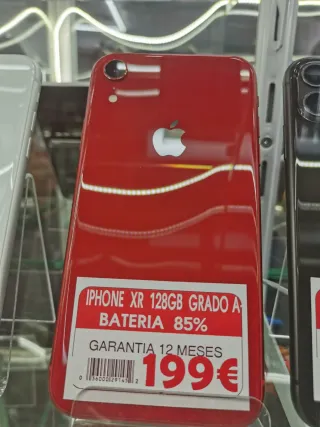 IPHONE XR 128GB GRADO A
BATERIA 85%
GARANTIA 12 MESES
199€